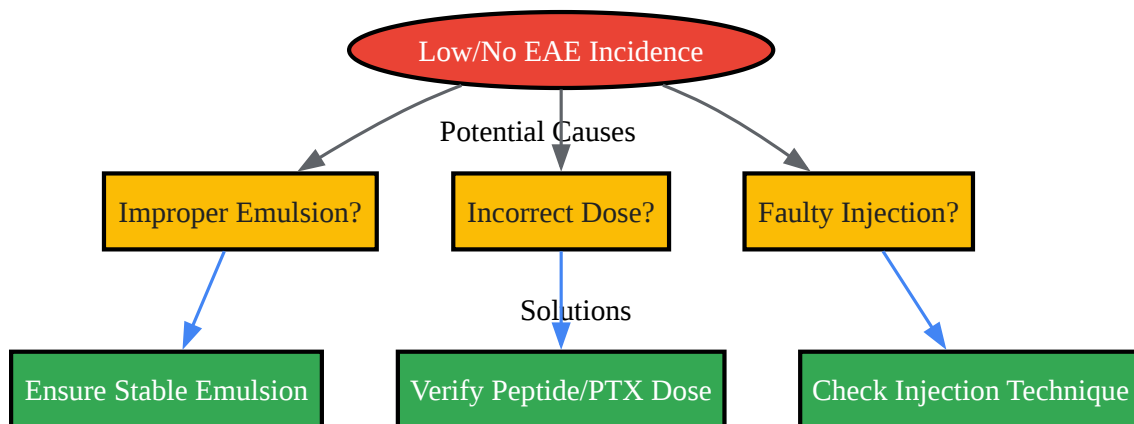 Low/No EAE Incidence
Potential Causes
Improper Emulsion?
Incorrect Dose?
Faulty Injection?
Solutions
Ensure Stable Emulsion
Verify Peptide/PTX Dose
Check Injection Technique